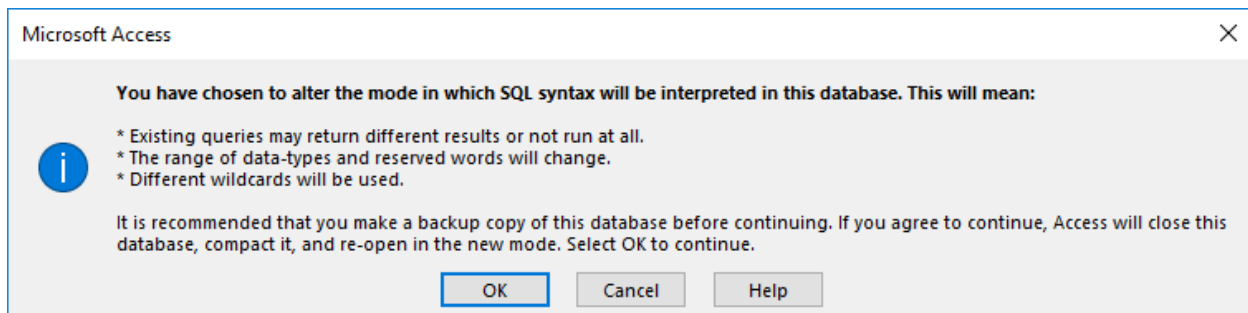 Microsoft Access
You have chosen to alter the mode in which SQL syntax will be interpreted in this database. This will mean:
* Existing queries may return different results or not run at all.
* The range of data-types and reserved words will change.
* Different wildcards will be used.
It is recommended that you make a backup copy of this database before continuing. If you agree to continue, Access will close this
database, compact it, and re-open in the new mode. Select OK to continue.
OK Cancel Help